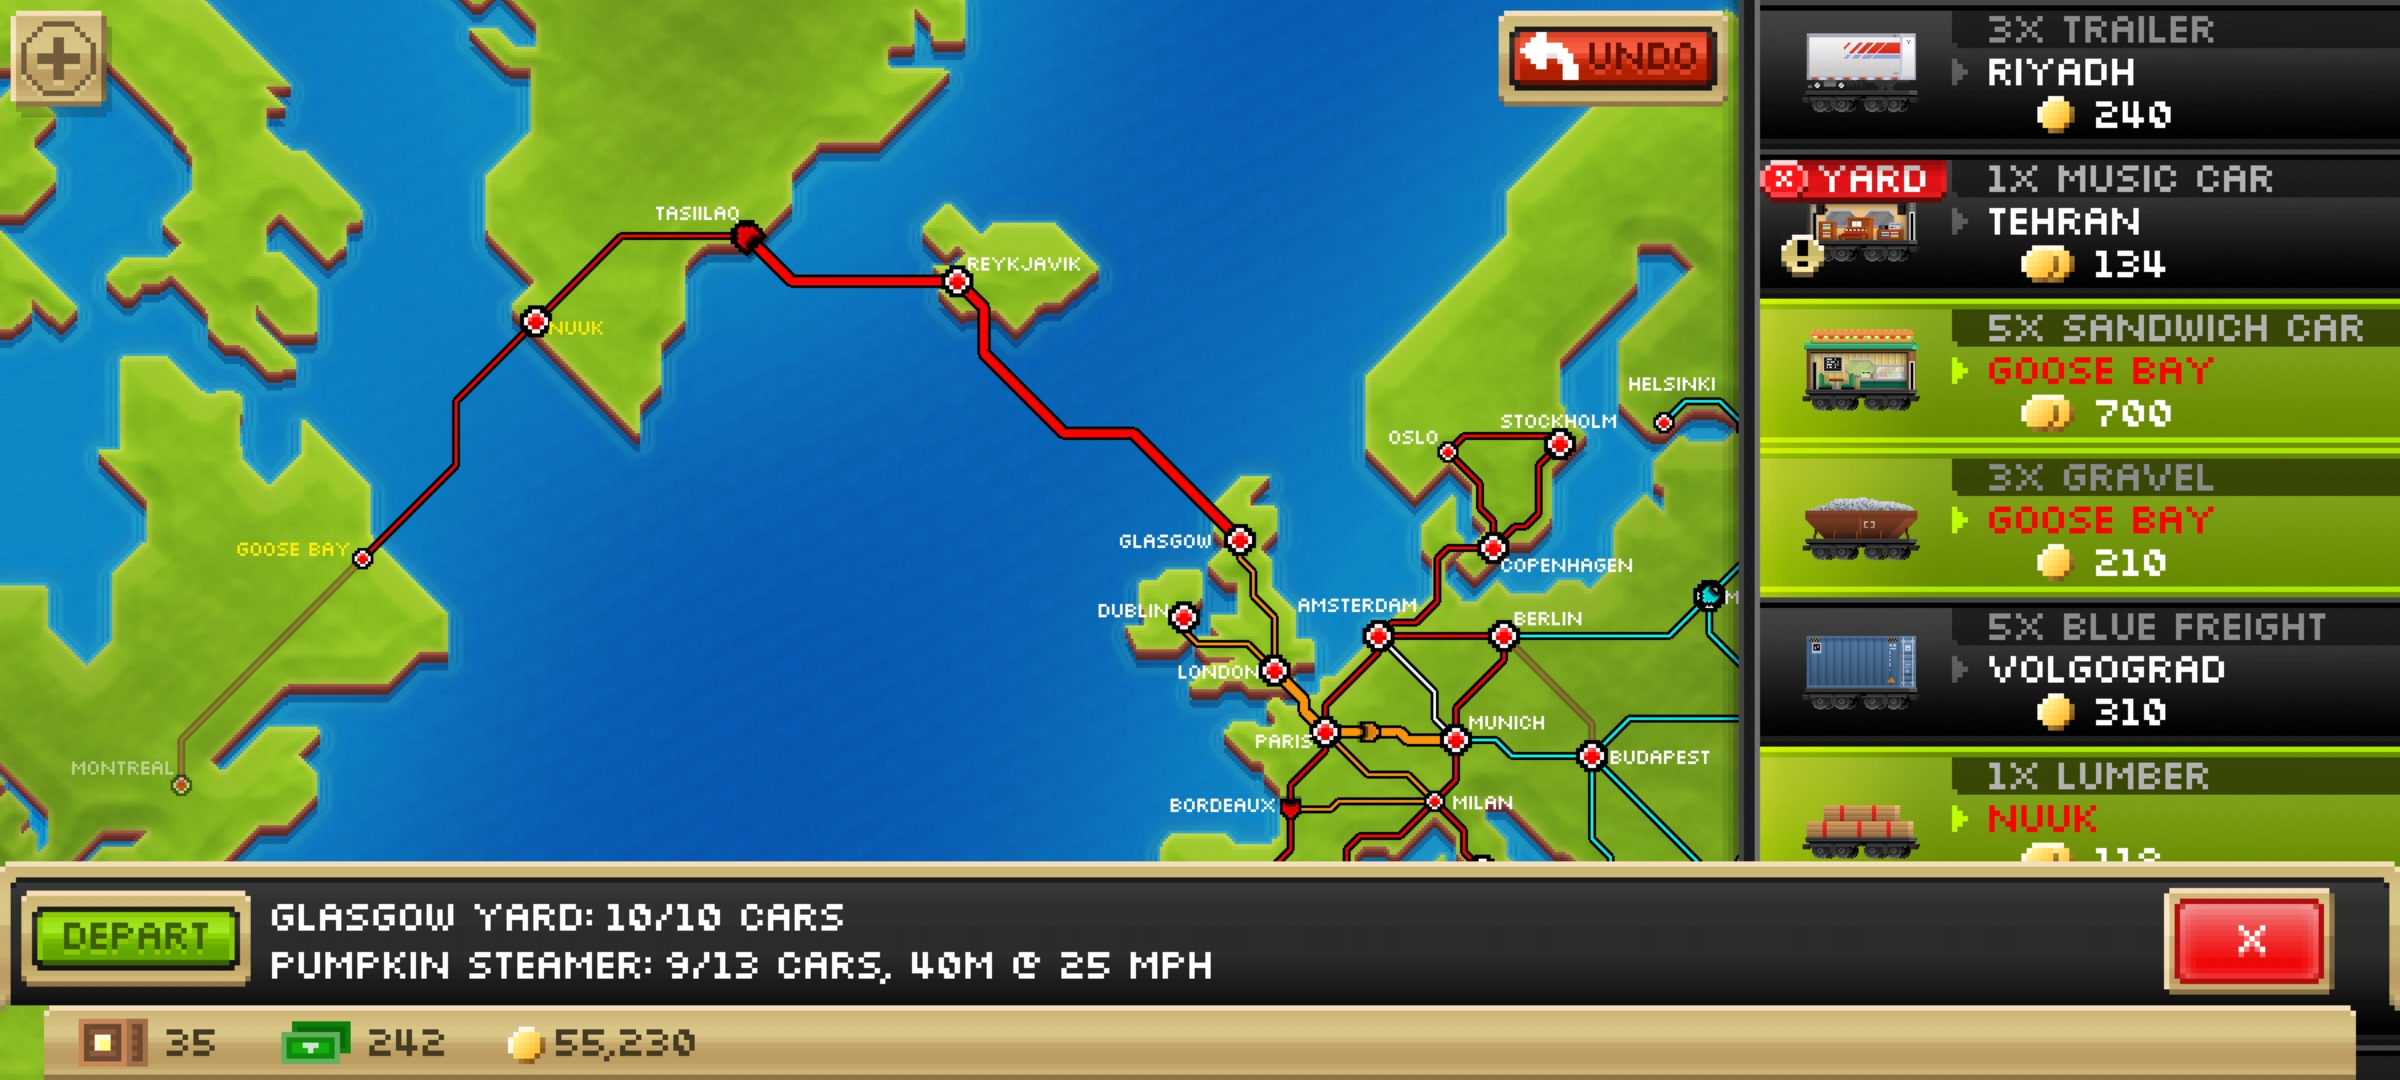 UNDO
TASIILAQ
REYKJAVIK
NUUK
HELSINKI
STOCKHOLM
OSLO
GLASGOW
GOOSE BAY
COPENHAGEN
DUBLIN
AMSTERDAM
BERLIN
M
LONDON
MUNICH
PARIS
BUDAPEST
MONTREAL
BORDEAUX
MILAN
3X TRAILER
RIYADH
240
YARD
1X MUSIC CAR
TEHRAN
134
5X SANDWICH CAR
GOOSE BAY
700
3X GRAVEL
GOOSE BAY
210
5X BLUE FREIGHT
VOLGOGRAD
310
1X LUMBER
NUUK
DEPART
GLASGOW YARD: 10/10 CARS
PUMPKIN STEAMER: 9/13 CARS, 40M @ 25 MPH
X
35
242
55,230